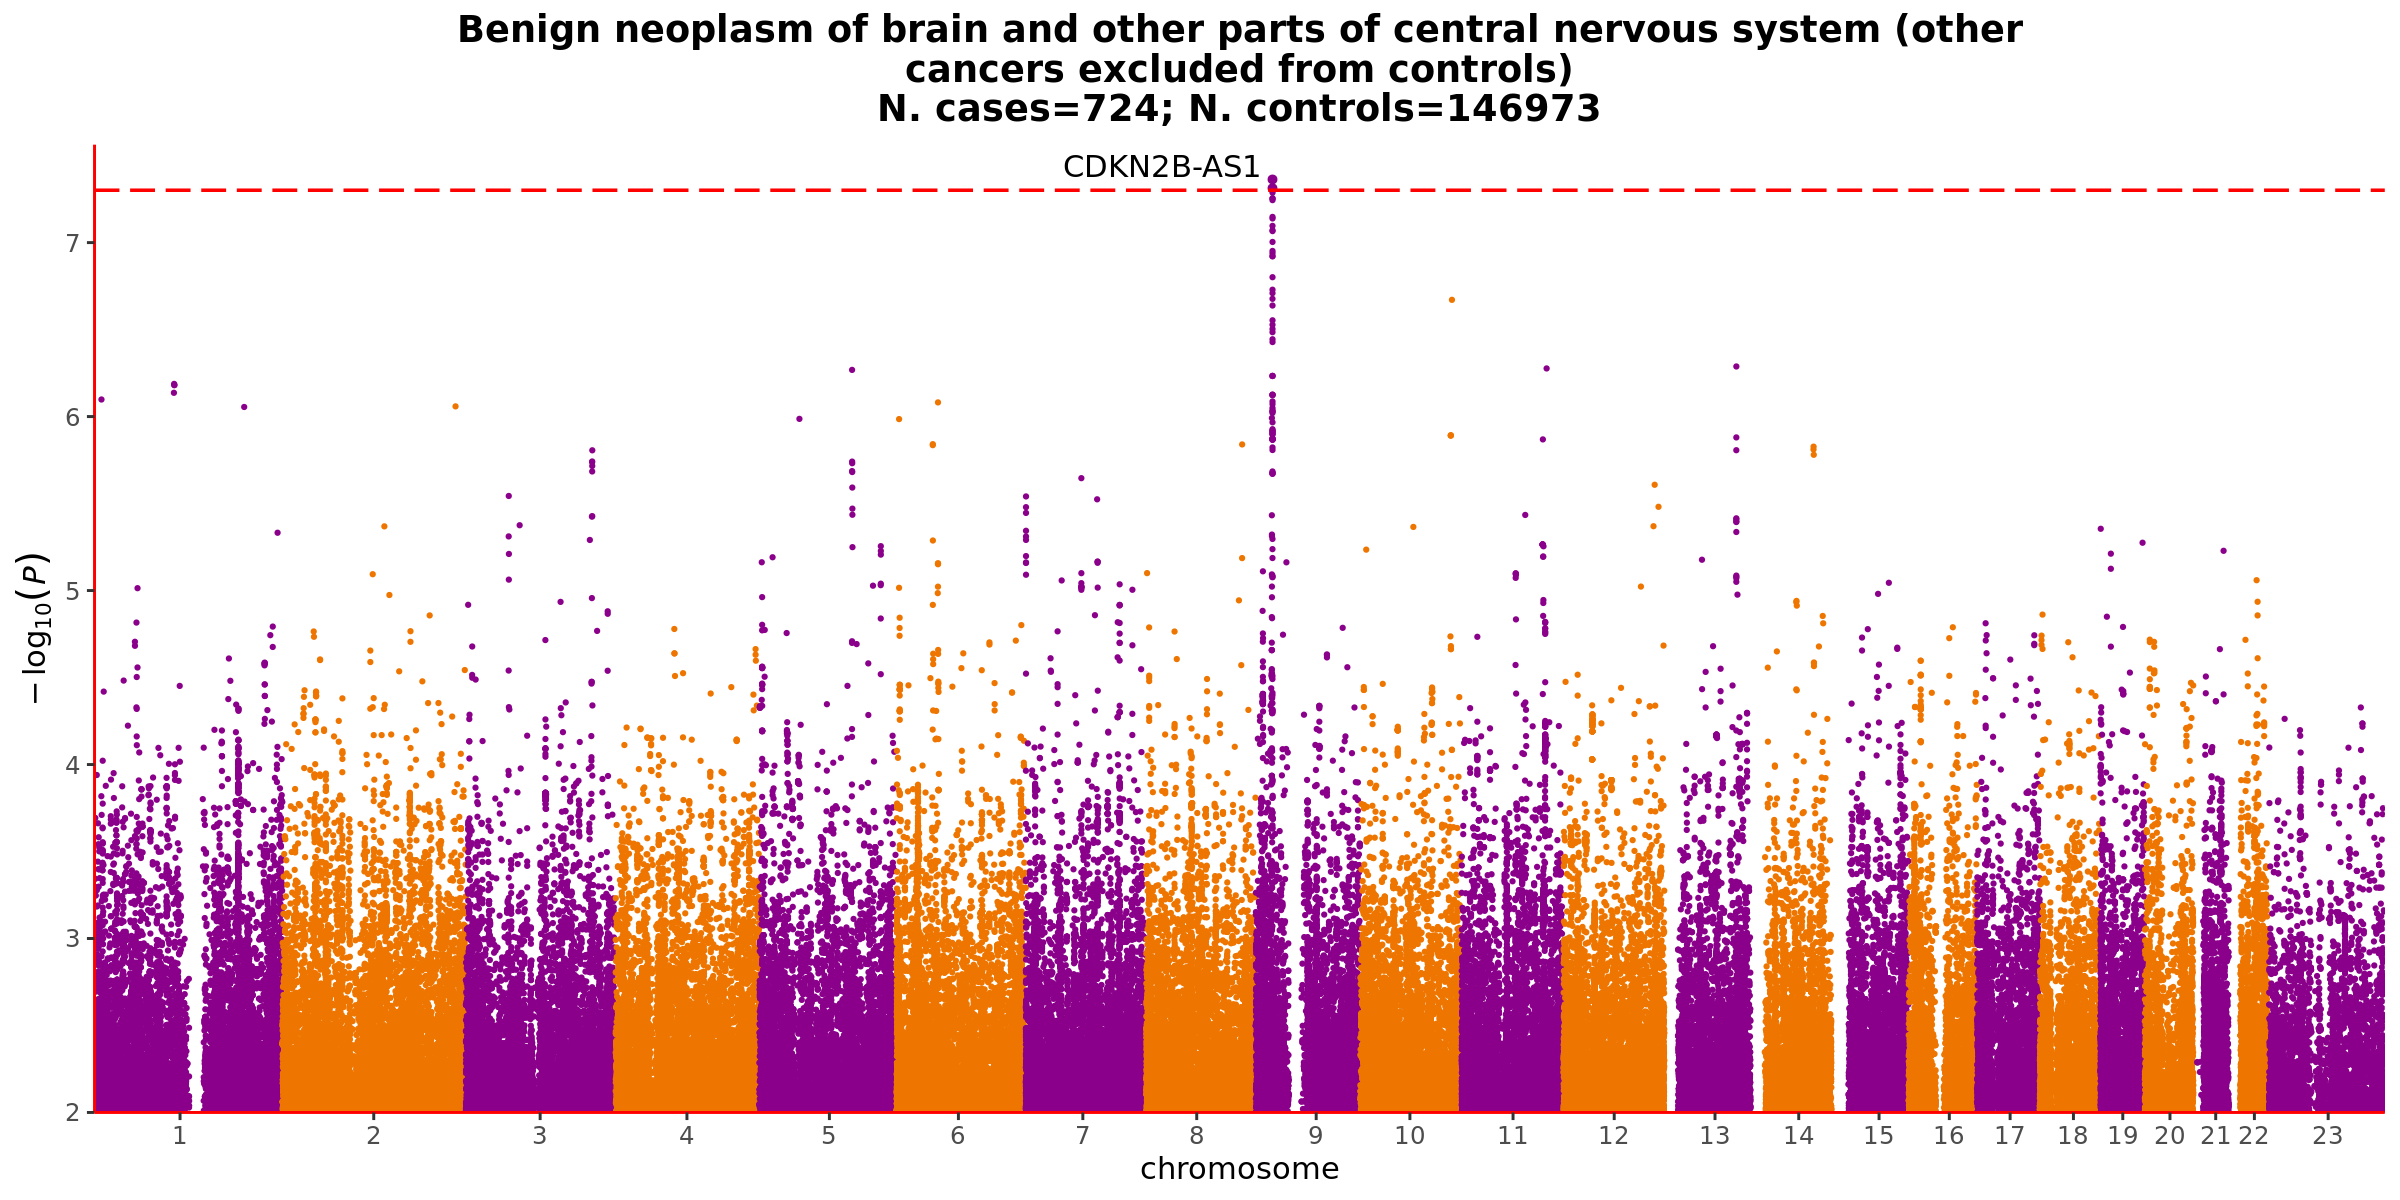 Benign neoplasm of brain and other parts of central nervous system (other
cancers excluded from controls)
N. cases=724; N. controls=146973
CDKN2B-AS1
7
6
5
4
3
2
−log10(P)
1 2 3 4 5 6 7 8 9 10 11 12 13 14 15 16 17 18 19 20 21 22 23
chromosome